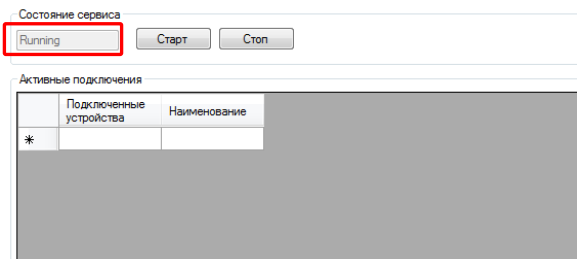 Состояние сервиса
Running
Старт
Стоп
Активные подключения
Подключенные
устройства
Наименование